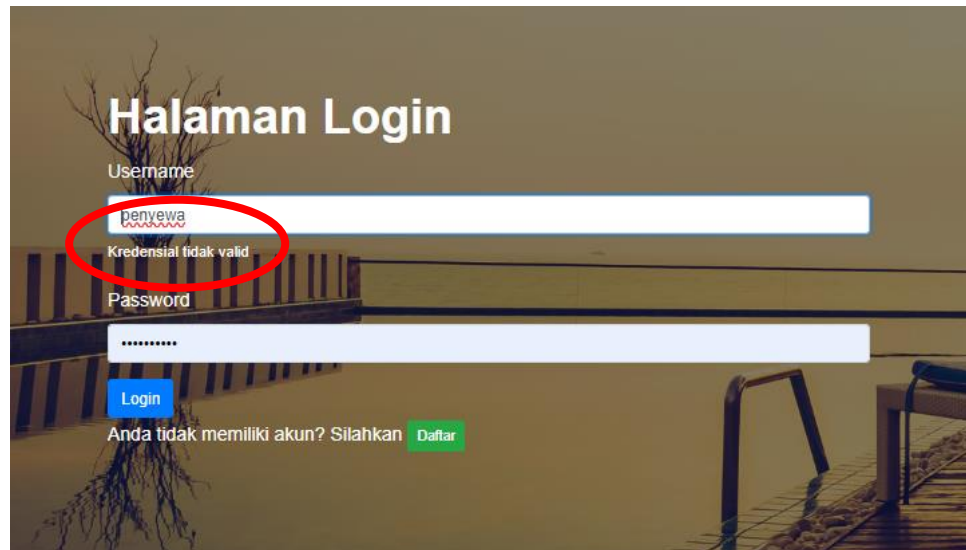 Halaman Login
Username
penyewa
Kredensial tidak valid
Password
••••••••••
Login
Anda tidak memiliki akun? Silahkan Daftar